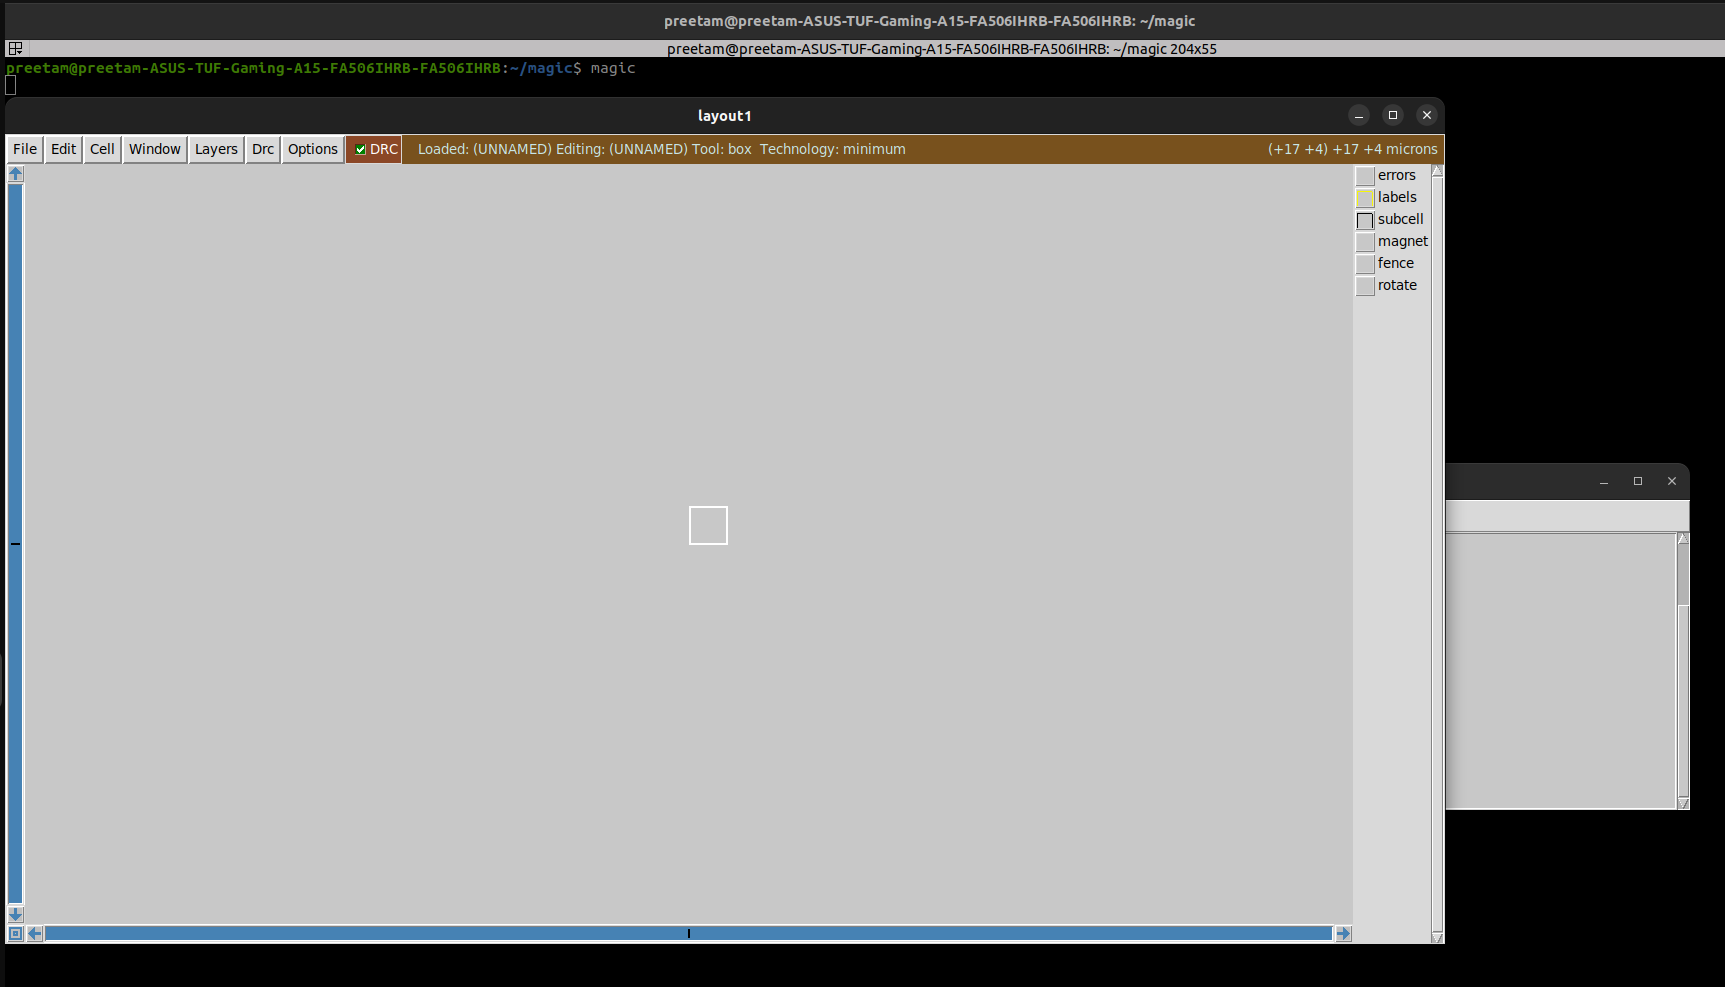 preetam@preetam-ASUS-TUF-Gaming-A15-FA506IHRB-FA506IHRB: ~/magic
preetam@preetam-ASUS-TUF-Gaming-A15-FA506IHRB-FA506IHRB: ~/magic 204x55
preetam@preetam-ASUS-TUF-Gaming-A15-FA506IHRB-FA506IHRB:~/magic$ magic
layout1
File Edit Cell Window Layers Drc Options DRC Loaded: (UNNAMED) Editing: (UNNAMED) Tool: box Technology: minimum (+17 +4) +17 +4 microns
errors
labels
subcell
magnet
fence
rotate